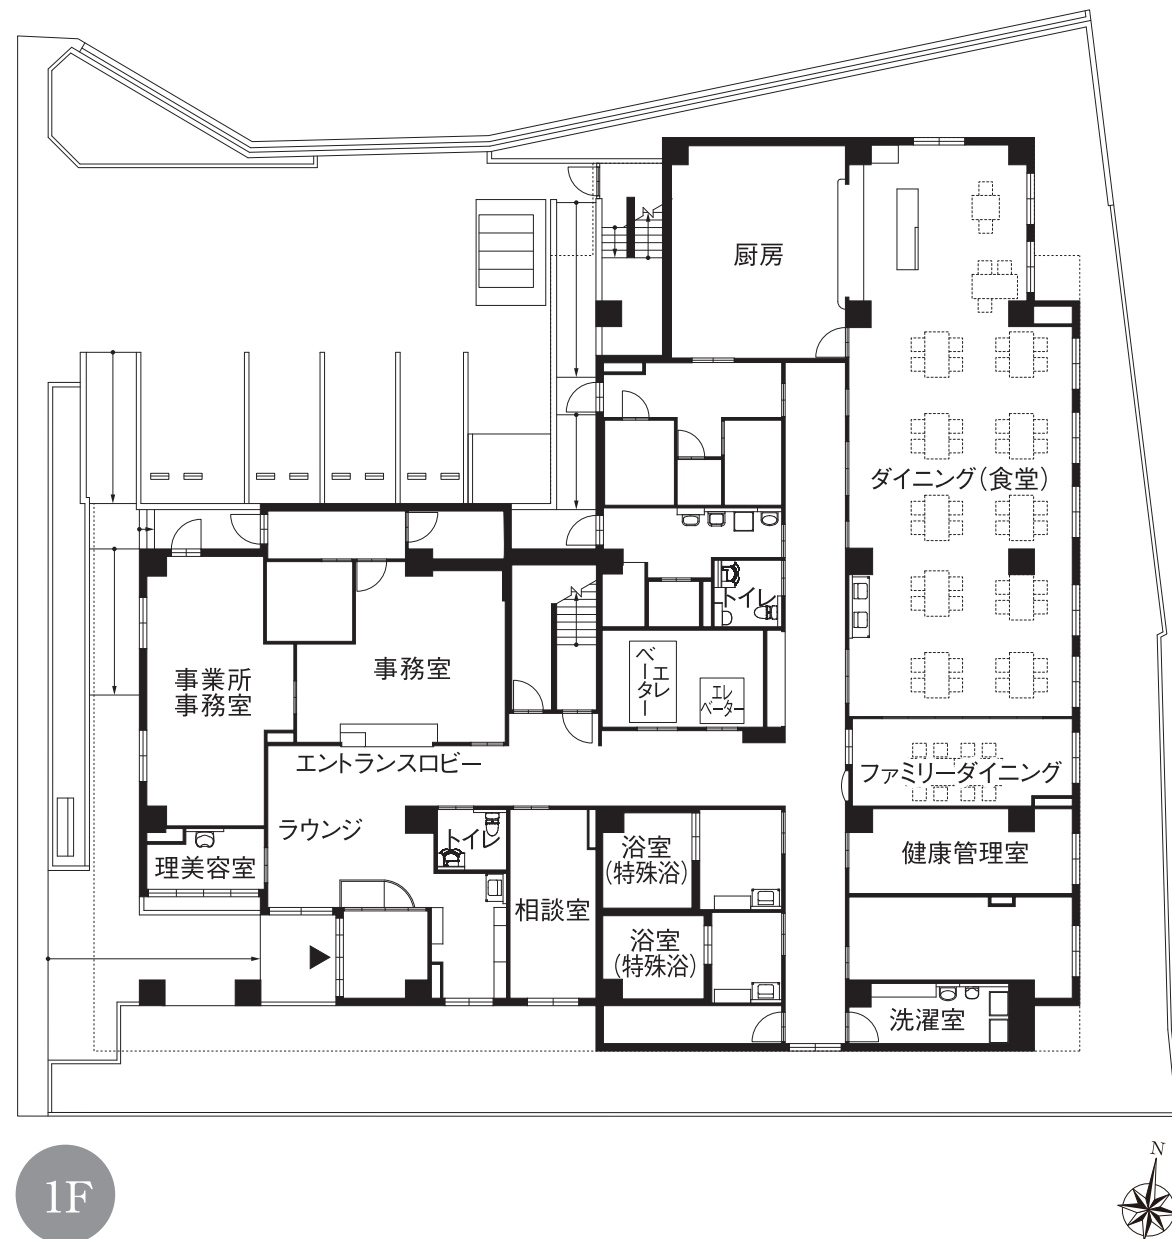 厨房
ダイニング(食堂)
トイレ
事務室
事業所
事務室
エレ
ベーター
エレ
ベーター
エントランスロビー
ファミリーダイニング
ラウンジ
トイレ
浴室
(特殊浴)
健康管理室
理美容室
相談室
浴室
(特殊浴)
洗濯室
N
1F